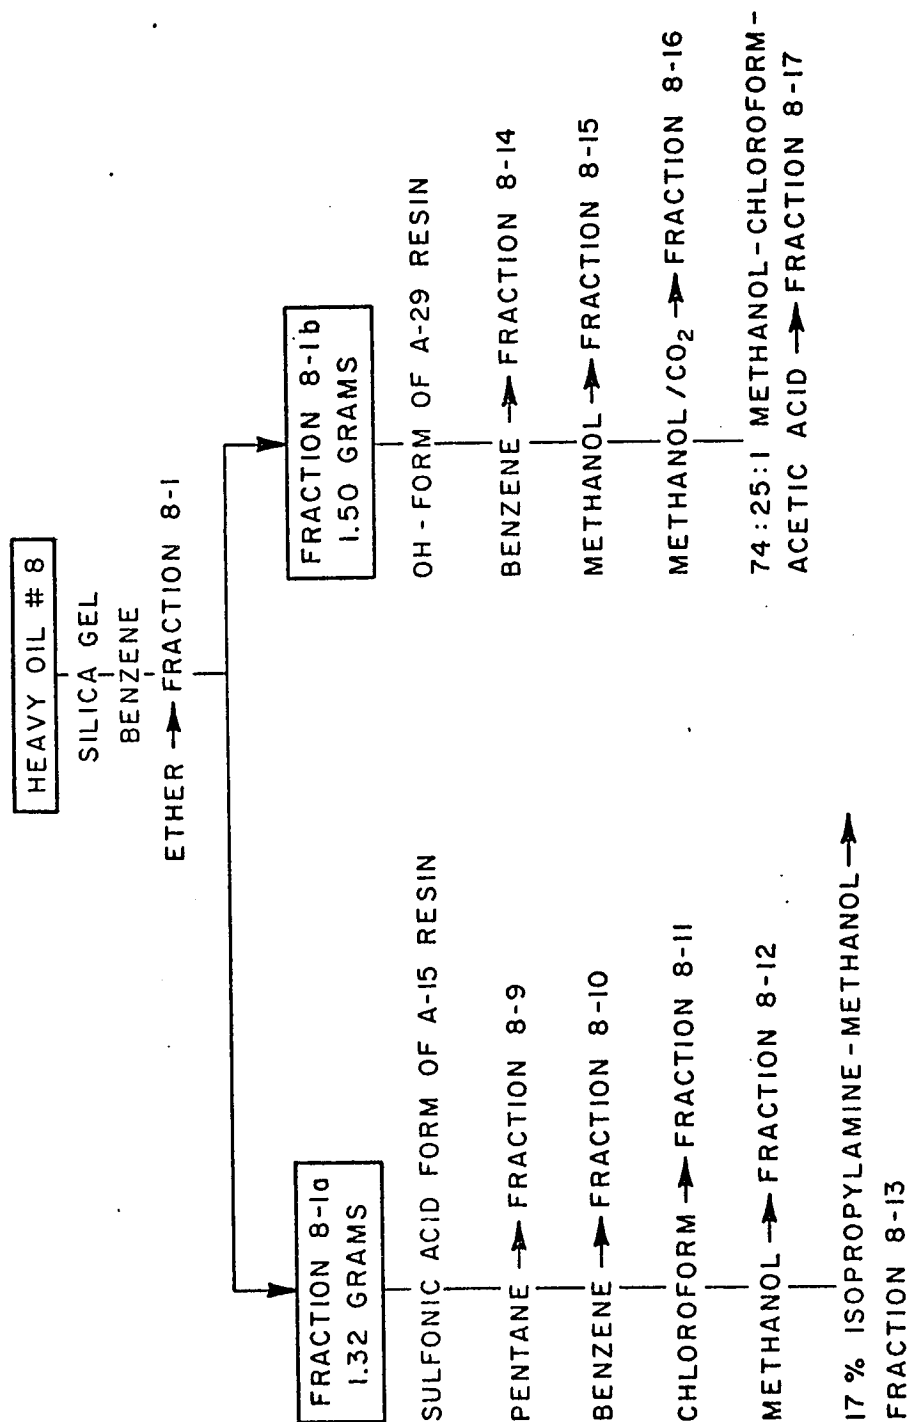 HEAVY OIL # 8
SILICA GEL
BENZENE
ETHER → FRACTION 8-1
FRACTION 8-1a
1.32 GRAMS
SULFONIC ACID FORM OF A-15 RESIN
PENTANE → FRACTION 8-9
BENZENE → FRACTION 8-10
CHLOROFORM → FRACTION 8-11
METHANOL → FRACTION 8-12
17 % ISOPROPYLAMINE-METHANOL →
FRACTION 8-13
FRACTION 8-1b
1.50 GRAMS
OH-FORM OF A-29 RESIN
BENZENE → FRACTION 8-14
METHANOL → FRACTION 8-15
METHANOL/CO₂ → FRACTION 8-16
74:25:1 METHANOL-CHLOROFORM-
ACETIC ACID → FRACTION 8-17